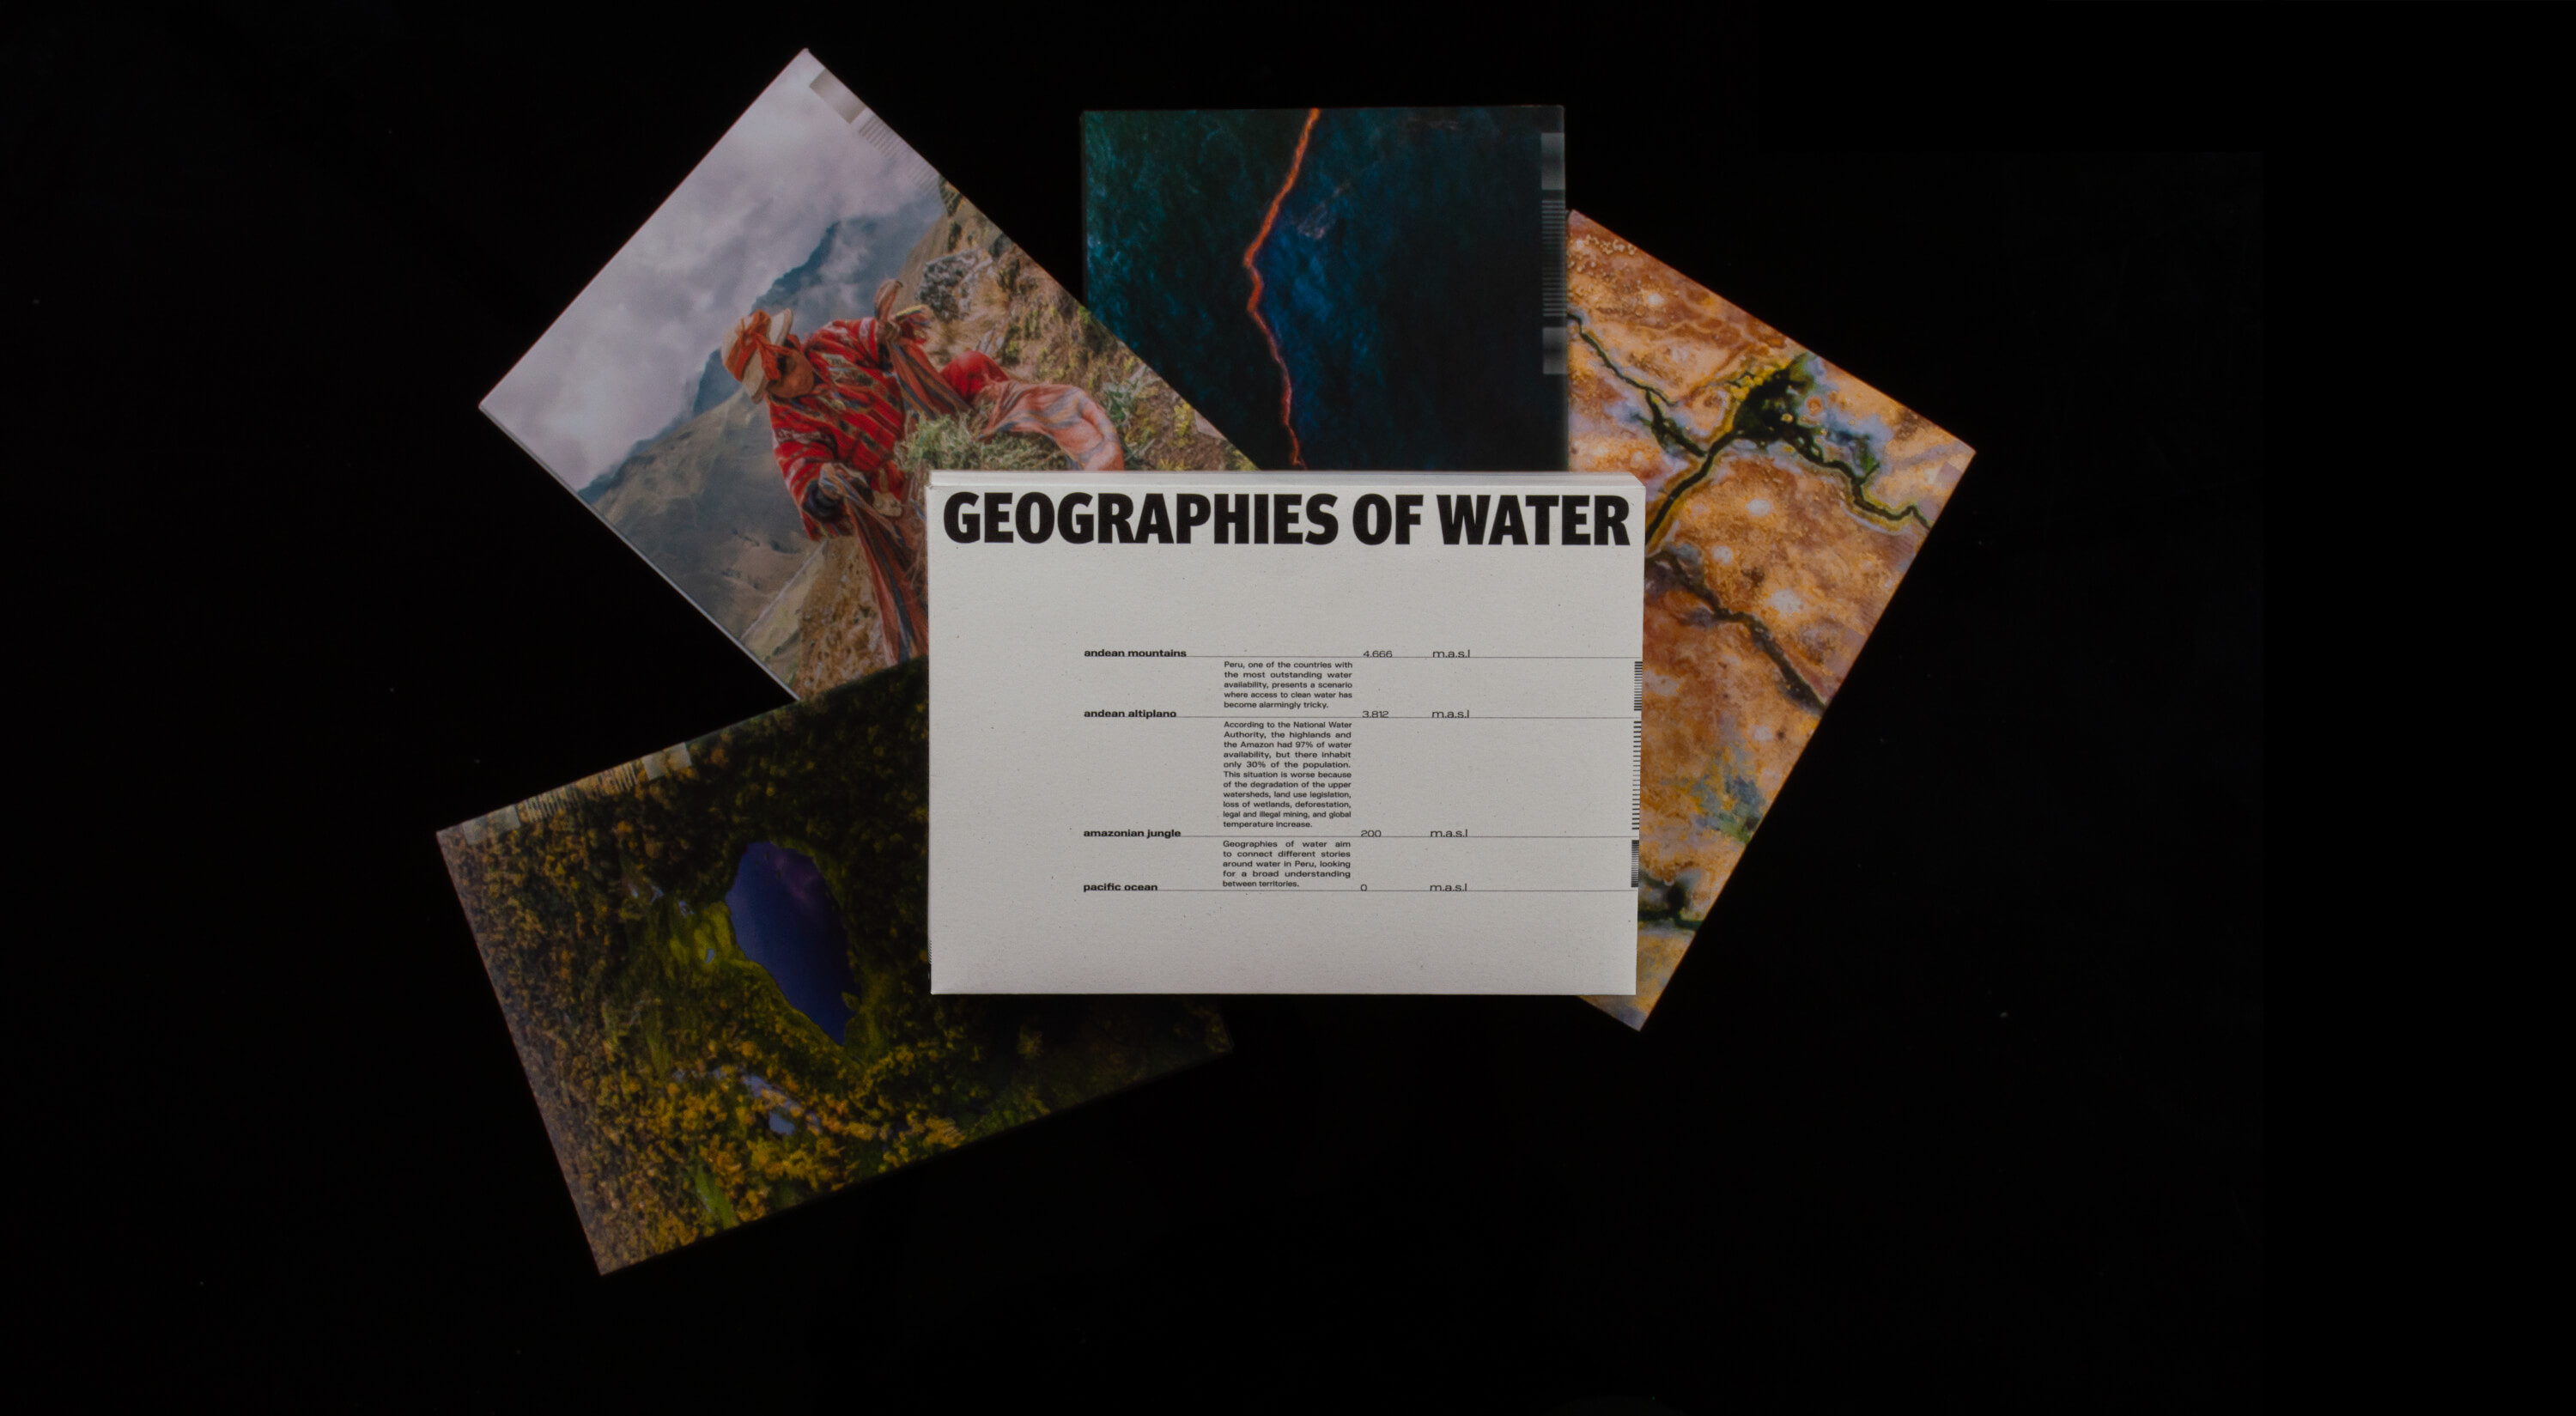 GEOGRAPHIES OF WATER
andean mountains 4.666 m.a.s.l
Peru, one of the countries with
the most outstanding water
availability, presents a scenario
where access to clean water has
become alarmingly tricky.
andean altiplano 3.812 m.a.s.l
According to the National Water
Authority, the highlands and
the Amazon had 97% of water
availability, but there inhabit
only 30% of the population.
This situation is worse because
of the degradation of the upper
watersheds, land use legislation,
loss of wetlands, deforestation,
legal and illegal mining, and global
temperature increase.
amazonian jungle 200 m.a.s.l
Geographies of water aim
to connect different stories
around water in Peru, looking
for a broad understanding
between territories.
pacific ocean 0 m.a.s.l